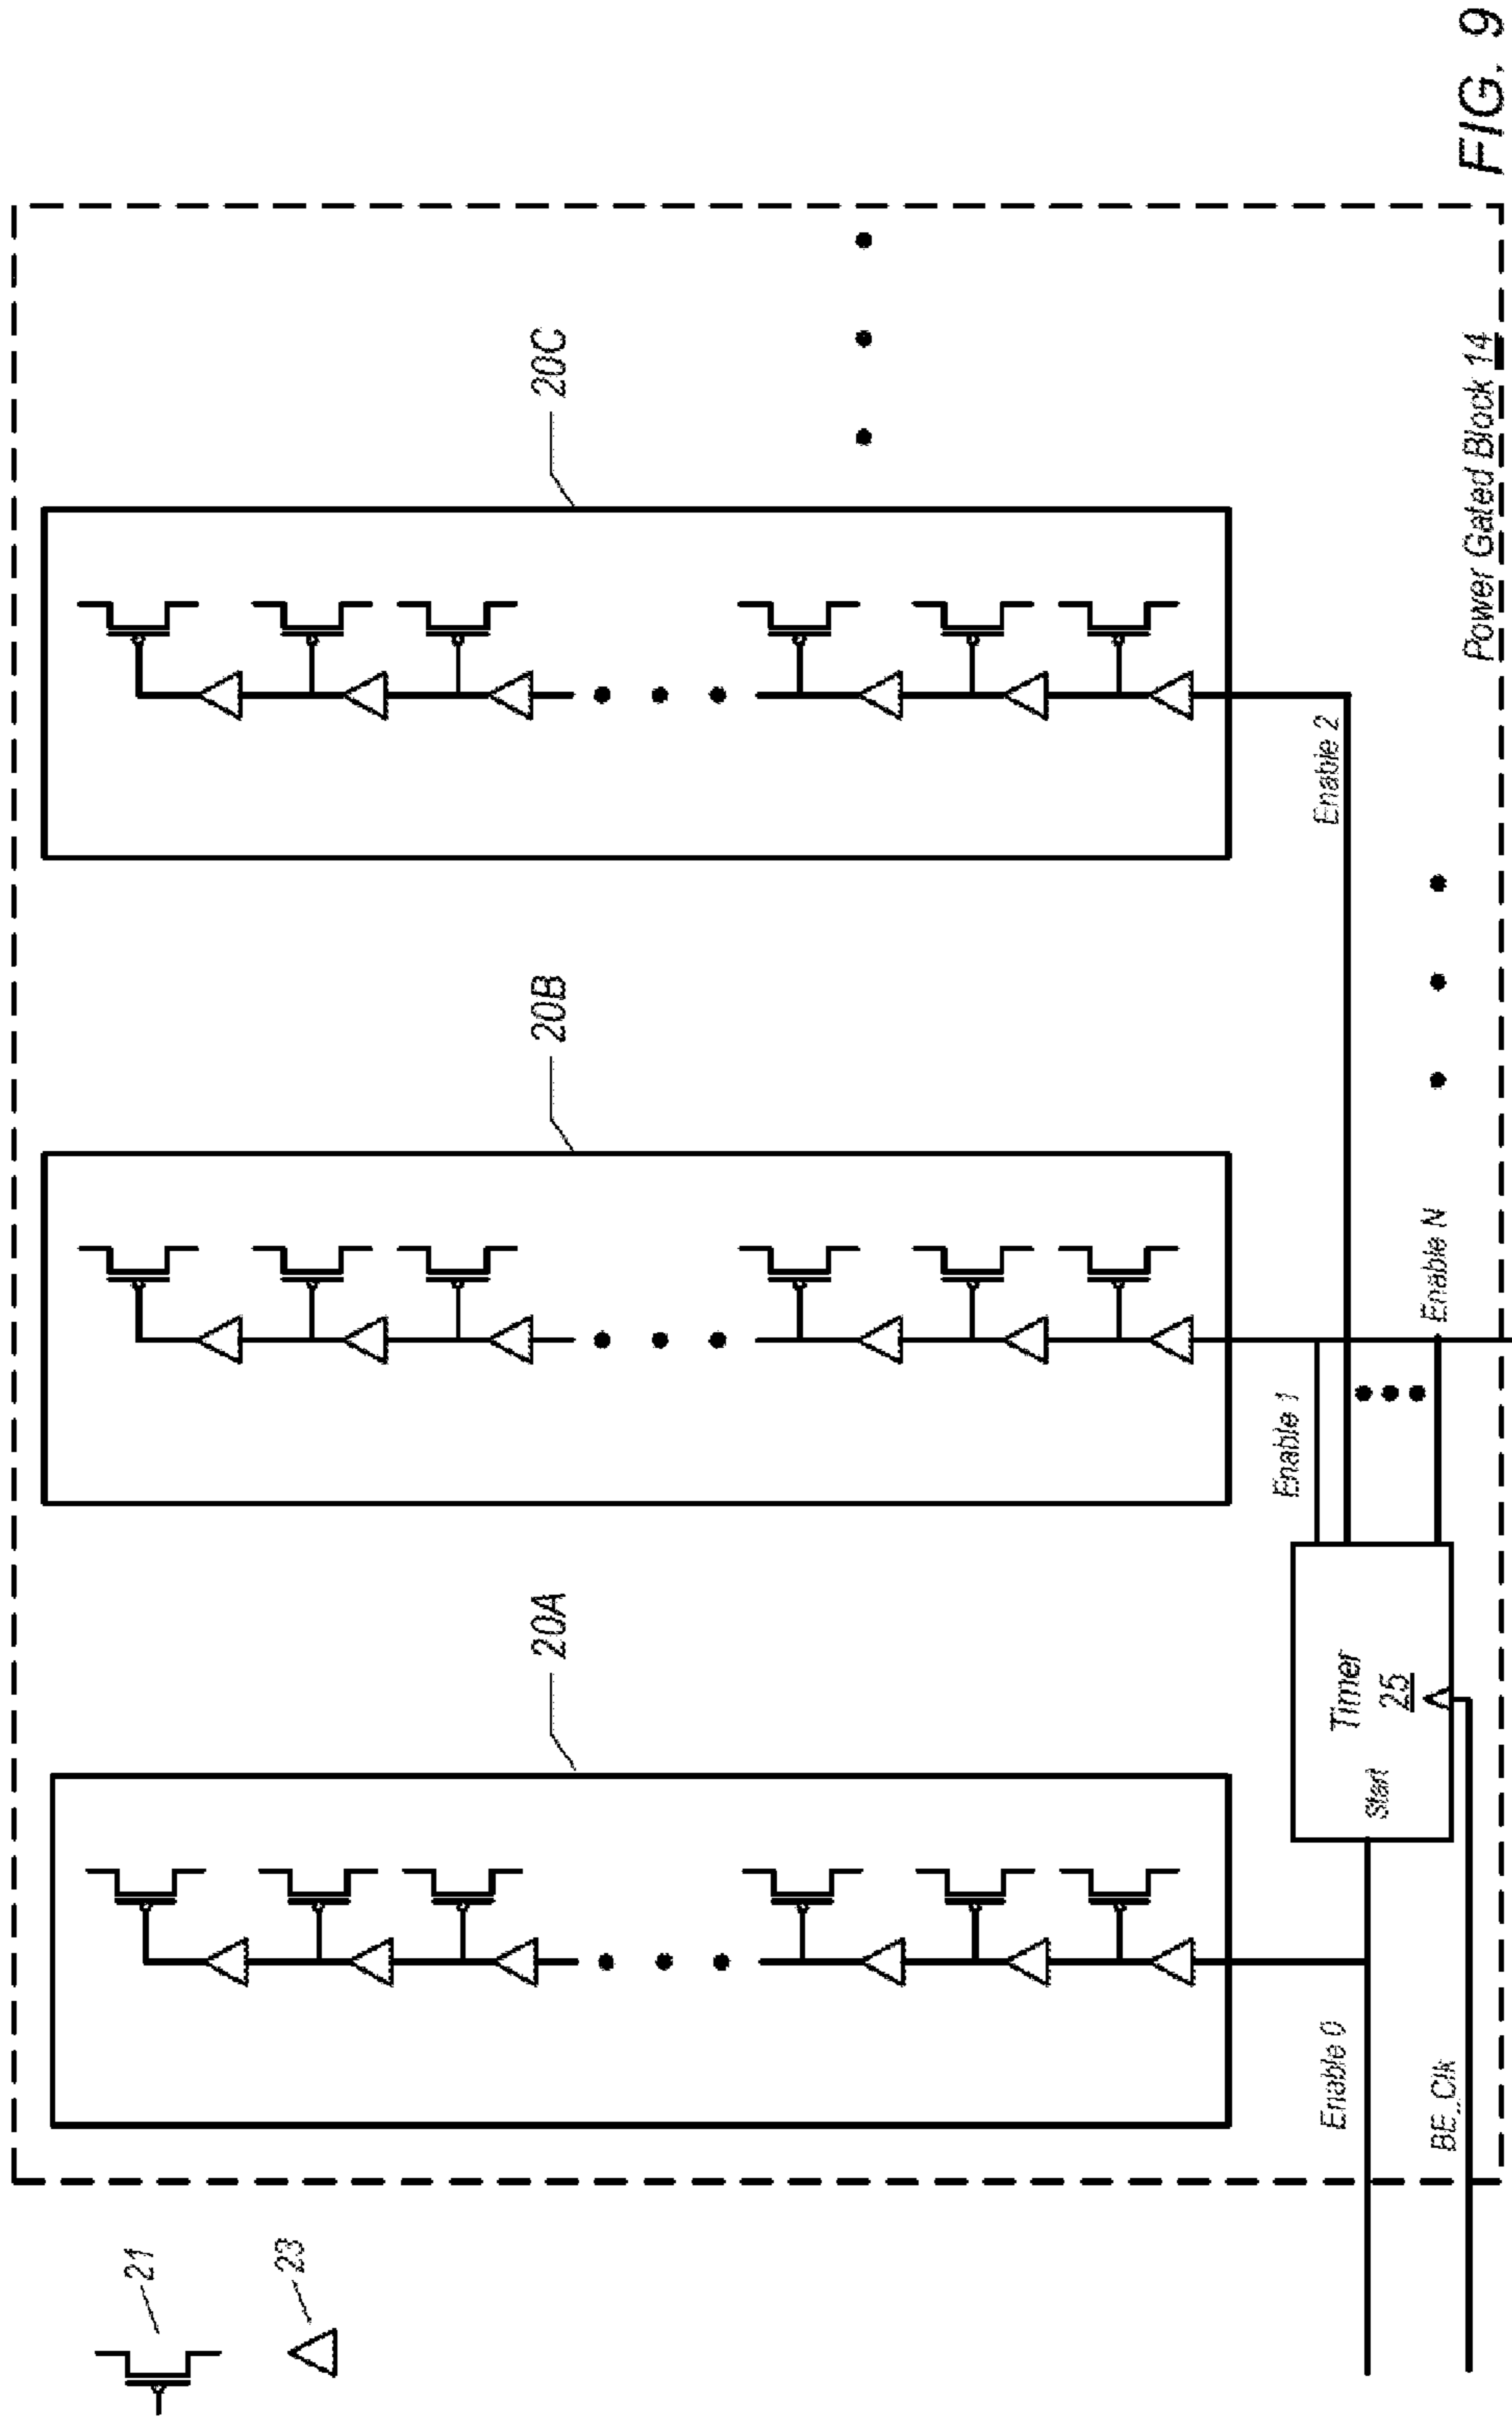 21
23
20A
20B
20C
Enable 0
BE_Clk
Start
Timer
25
Enable 1
Enable N
Enable 2
Power Gated Block 14
FIG. 9